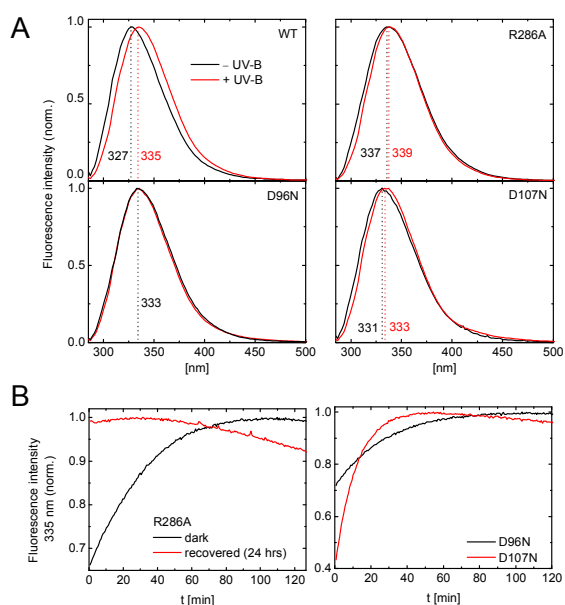 A
WT
− UV-B
+ UV-B
327
335
R286A
337
339
D96N
333
D107N
331
333
Fluorescence intensity (norm.)
0.0
0.5
1.0
0.0
0.5
1.0
300 350 400 450 500
[nm]
300 350 400 450 500
[nm]
B
Fluorescence intensity
335 nm (norm.)
1.0
0.9
0.8
0.7
R286A
dark
recovered (24 hrs)
0 20 40 60 80 100 120
t [min]
1.0
0.8
0.6
0.4
D96N
D107N
0 20 40 60 80 100 120
t [min]